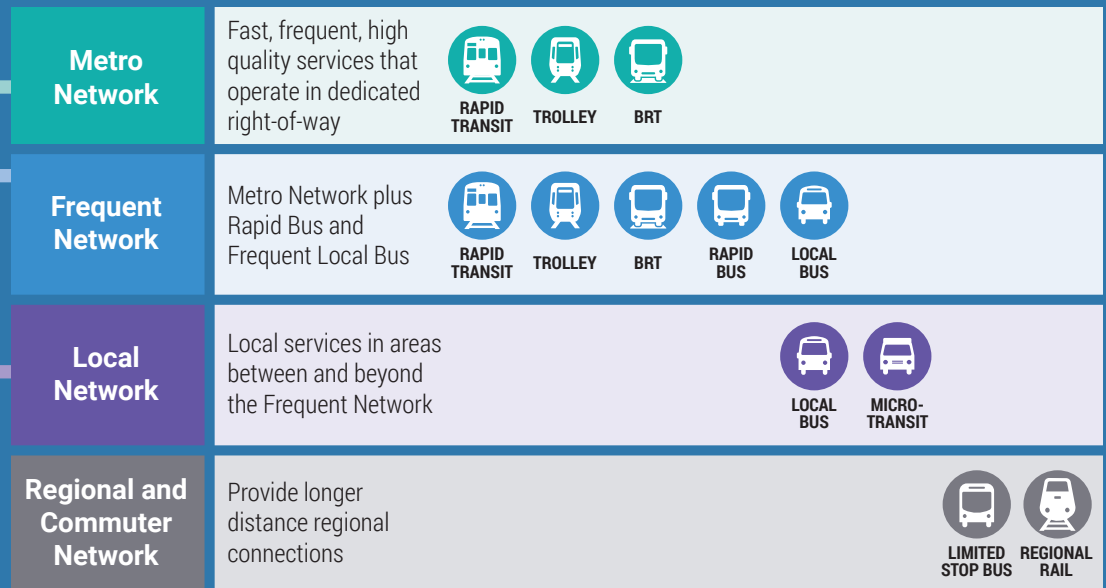 Metro
Network
Fast, frequent, high
quality services that
operate in dedicated
right-of-way
RAPID
TRANSIT
TROLLEY
BRT
Frequent
Network
Metro Network plus
Rapid Bus and
Frequent Local Bus
RAPID
TRANSIT
TROLLEY
BRT
RAPID
BUS
LOCAL
BUS
Local
Network
Local services in areas
between and beyond
the Frequent Network
LOCAL
BUS
MICRO-
TRANSIT
Regional and
Commuter
Network
Provide longer
distance regional
connections
LIMITED
STOP BUS
REGIONAL
RAIL